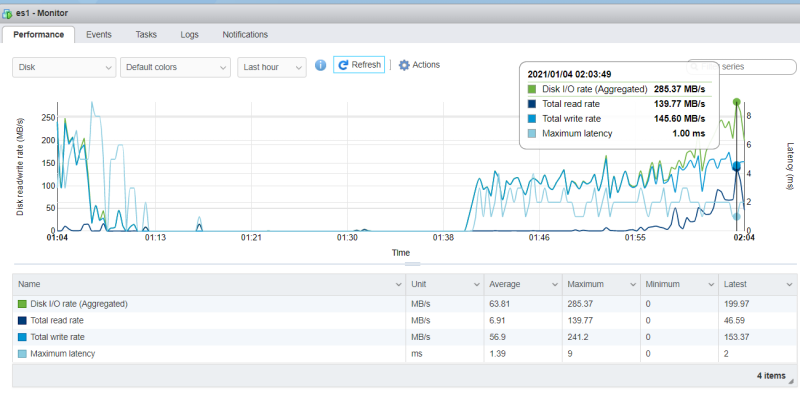 es1 - Monitor
Performance Events Tasks Logs Notifications
Disk Default colors Last hour Refresh Actions series
2021/01/04 02:03:49
Disk I/O rate (Aggregated) 285.37 MB/s
Total read rate 139.77 MB/s
Total write rate 145.60 MB/s
Maximum latency 1.00 ms
Disk read/write rate (MB/s)
250
200
150
100
50
0
8
6
4
2
0
Latency (ms)
01:04 01:13 01:21 01:30 01:38 01:46 01:55 02:04
Time
Name Unit Average Maximum Minimum Latest
Disk I/O rate (Aggregated) MB/s 63.81 285.37 0 199.97
Total read rate MB/s 6.91 139.77 0 46.59
Total write rate MB/s 56.9 241.2 0 153.37
Maximum latency ms 1.39 9 0 2
4 items